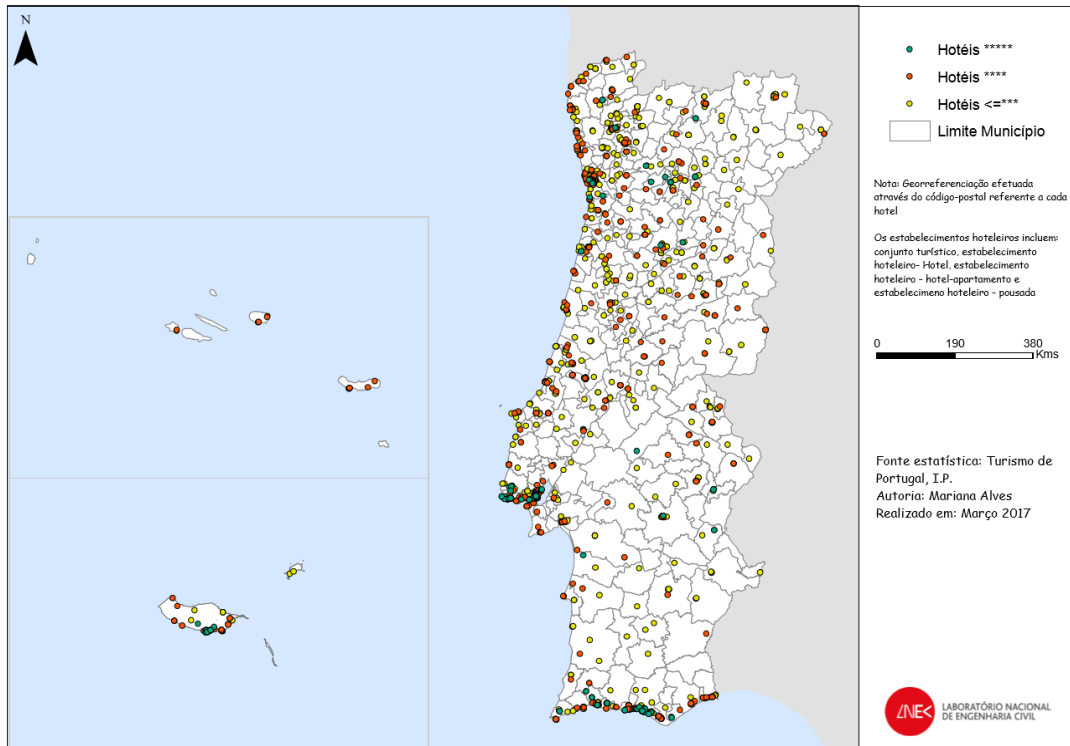 N
Hotéis *****
Hotéis ****
Hotéis <=***
Limite Município
Nota: Georreferenciação efetuada
através do código-postal referente a cada
hotel
Os estabelecimentos hoteleiros incluem:
conjunto turístico, estabelecimento
hoteleiro- Hotel, estabelecimento
hoteleiro - hotel-apartamento e
estabelecimeno hoteleiro - pousada
0 190 380
Kms
Fonte estatística: Turismo de
Portugal, I.P.
Autoria: Mariana Alves
Realizado em: Março 2017
LNEC
LABORATÓRIO NACIONAL
DE ENGENHARIA CIVIL